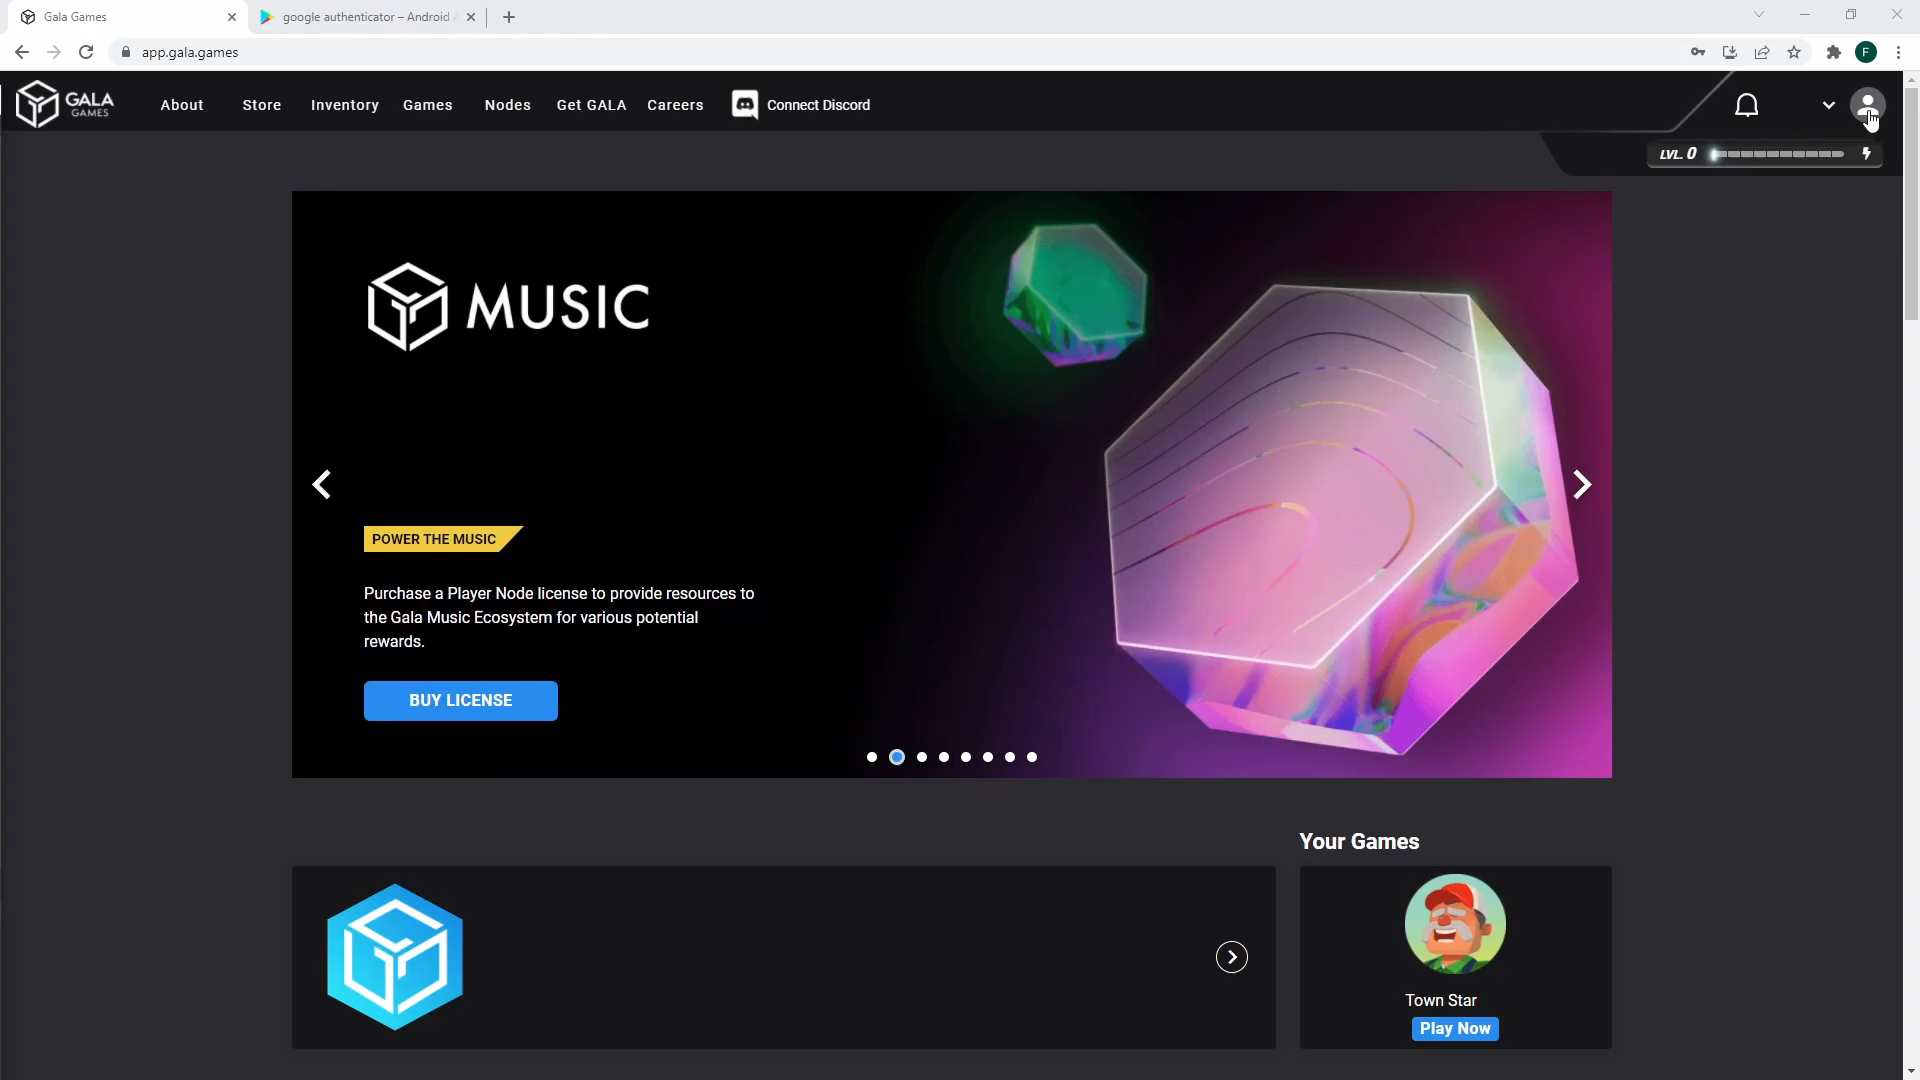 Gala Games
google authenticator – Android A
app.gala.games
F
GALA
GAMES
About
Store
Inventory
Games
Nodes
Get GALA
Careers
Connect Discord
LVL. 0
MUSIC
POWER THE MUSIC
Purchase a Player Node license to provide resources to
the Gala Music Ecosystem for various potential
rewards.
BUY LICENSE
Your Games
Town Star
Play Now